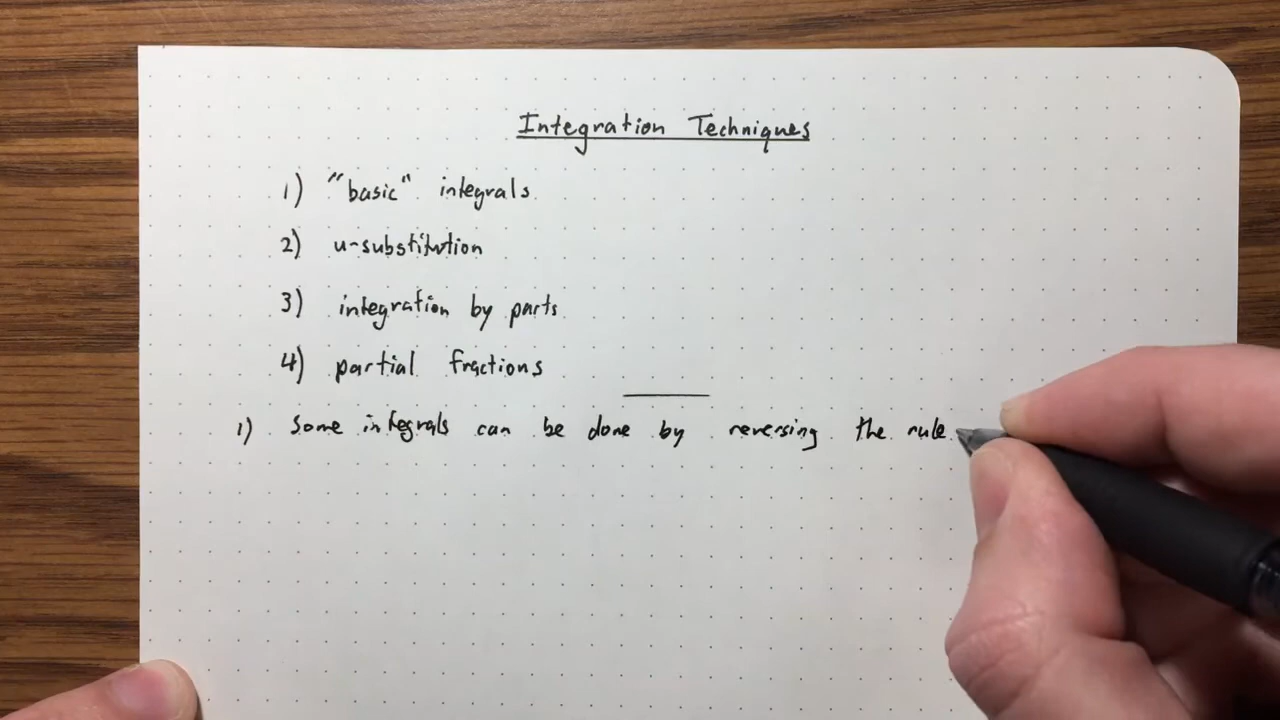 Integration Techniques
1) "basic" integrals
2) u-substitution
3) integration by parts
4) partial fractions
1) Some integrals can be done by reversing the rule